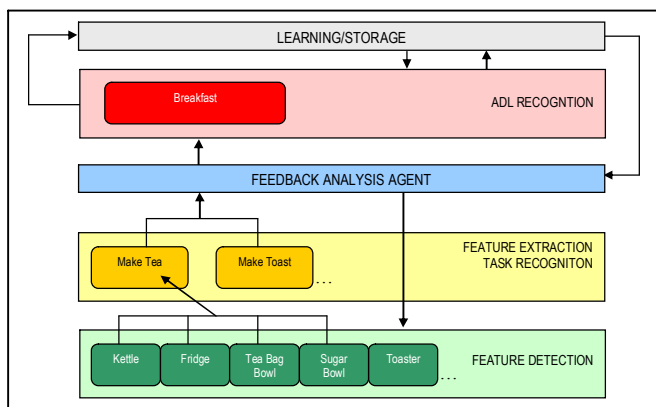 LEARNING/STORAGE
Breakfast
ADL RECOGNTION
FEEDBACK ANALYSIS AGENT
FEATURE EXTRACTION
TASK RECOGNITON
Make Tea
Make Toast
...
Kettle
Fridge
Tea Bag
Bowl
Sugar
Bowl
Toaster
...
FEATURE DETECTION